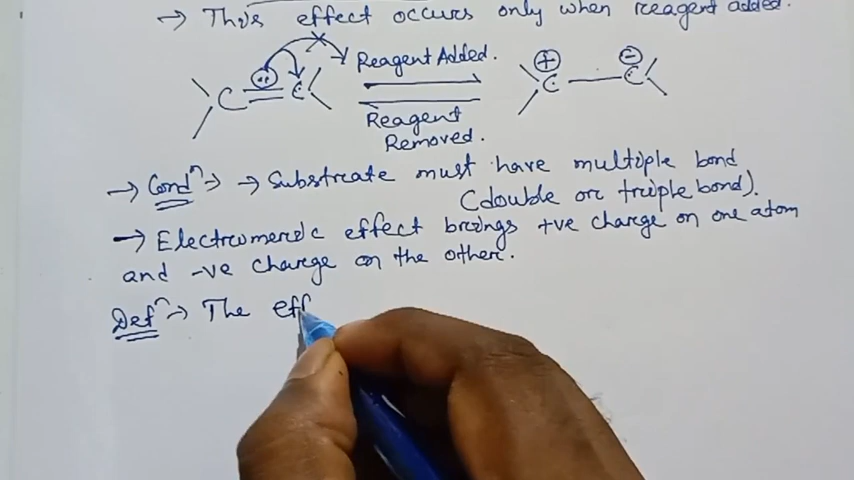 → This effect occurs only when reagent added.
C = C Reagent Added. ⊕ C — C ⊖
Reagent
Removed.
→ Condⁿ ⇒ → Substrate must have multiple bond
(double or triple bond).
→ Electromeric effect brings +ve charge on one atom
and -ve charge on the other.
Defⁿ → The eff